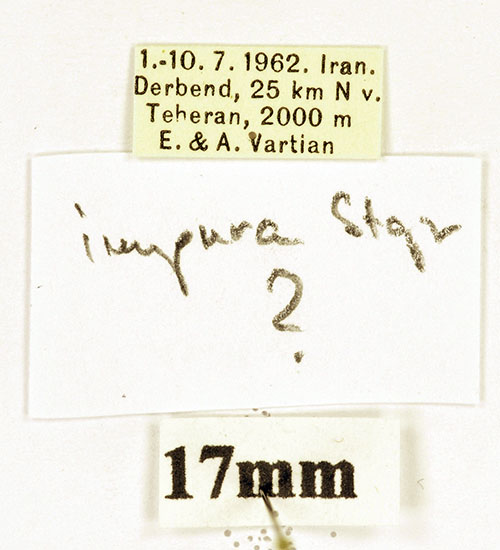 1.-10. 7. 1962. Iran.
Derbend, 25 km N v.
Teheran, 2000 m
E. & A. Vartian
impura Stgr
?
17mm